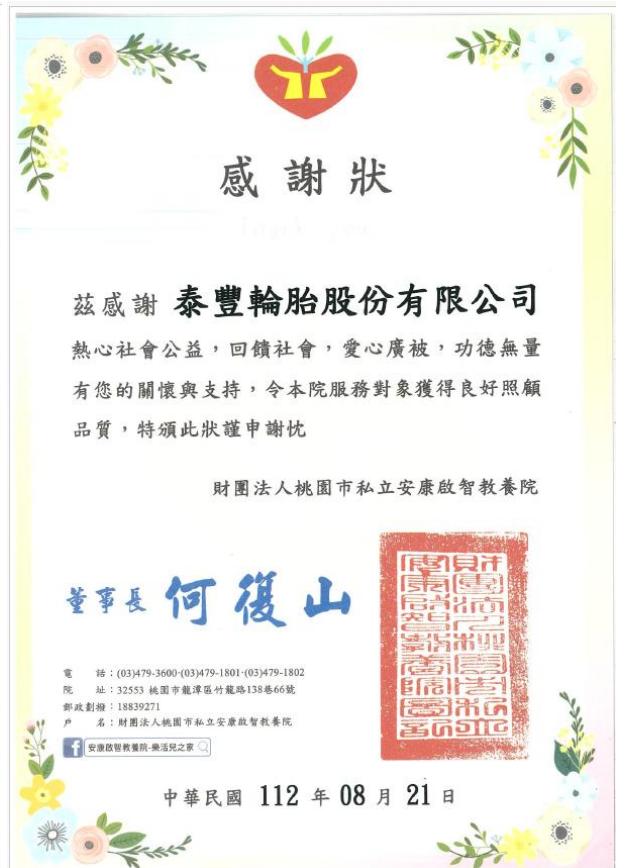 感謝狀
茲感謝 泰豐輪胎股份有限公司
熱心社會公益，回饋社會，愛心廣被，功德無量
有您的關懷與支持，令本院服務對象獲得良好照顧
品質，特頒此狀謹申謝忱
財團法人桃園市私立安康啟智教養院
董事長 何復山
電　　話：(03)479-3600·(03)479-1801·(03)479-1802
院　　址：32553 桃園市龍潭區竹龍路138巷66號
郵政劃撥：18839271
戶　　名：財團法人桃園市私立安康啟智教養院
安康啟智教養院-樂活兒之家
中華民國 112 年 08 月 21 日